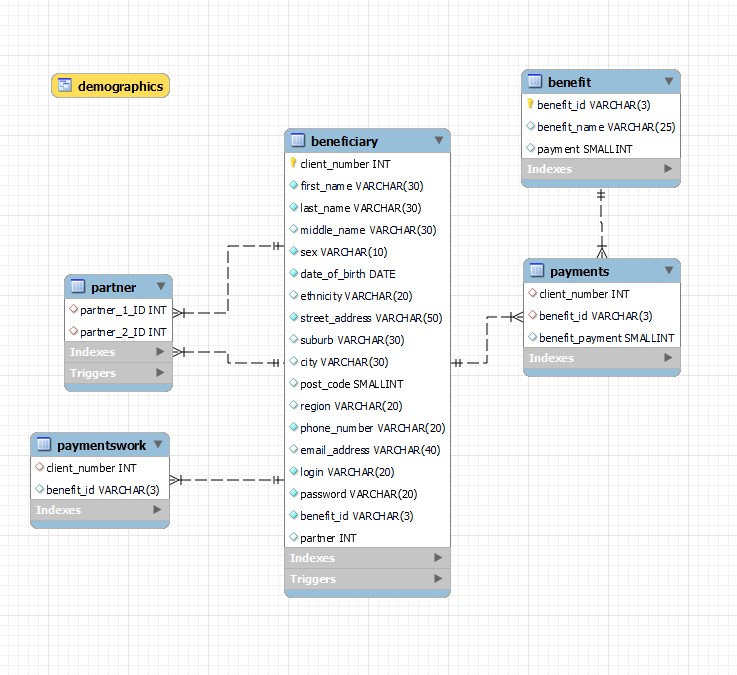 demographics
benefit
benefit_id VARCHAR(3)
benefit_name VARCHAR(25)
payment SMALLINT
Indexes
beneficiary
client_number INT
first_name VARCHAR(30)
last_name VARCHAR(30)
middle_name VARCHAR(30)
sex VARCHAR(10)
date_of_birth DATE
ethnicity VARCHAR(20)
street_address VARCHAR(50)
suburb VARCHAR(30)
city VARCHAR(30)
post_code SMALLINT
region VARCHAR(20)
phone_number VARCHAR(20)
email_address VARCHAR(40)
login VARCHAR(20)
password VARCHAR(20)
benefit_id VARCHAR(3)
partner INT
Indexes
Triggers
payments
client_number INT
benefit_id VARCHAR(3)
benefit_payment SMALLINT
Indexes
partner
partner_1_ID INT
partner_2_ID INT
Indexes
Triggers
paymentswork
client_number INT
benefit_id VARCHAR(3)
Indexes